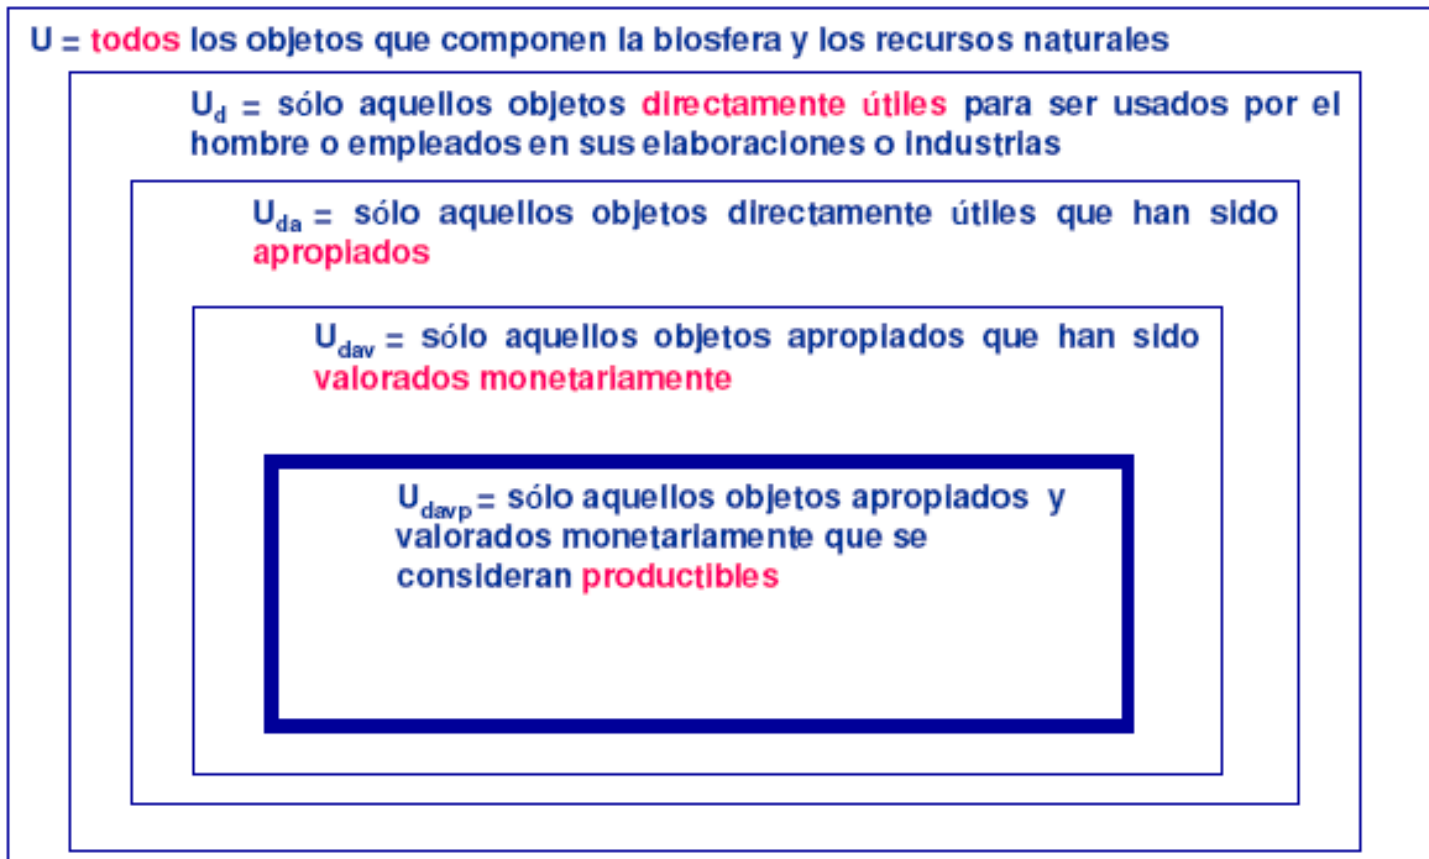 U = todos los objetos que componen la biosfera y los recursos naturales
Ud = sólo aquellos objetos directamente útiles para ser usados por el
hombre o empleados en sus elaboraciones o industrias
Uda = sólo aquellos objetos directamente útiles que han sido
apropiados
Udav = sólo aquellos objetos apropiados que han sido
valorados monetariamente
Udavp = sólo aquellos objetos apropiados y
valorados monetariamente que se
consideran productibles